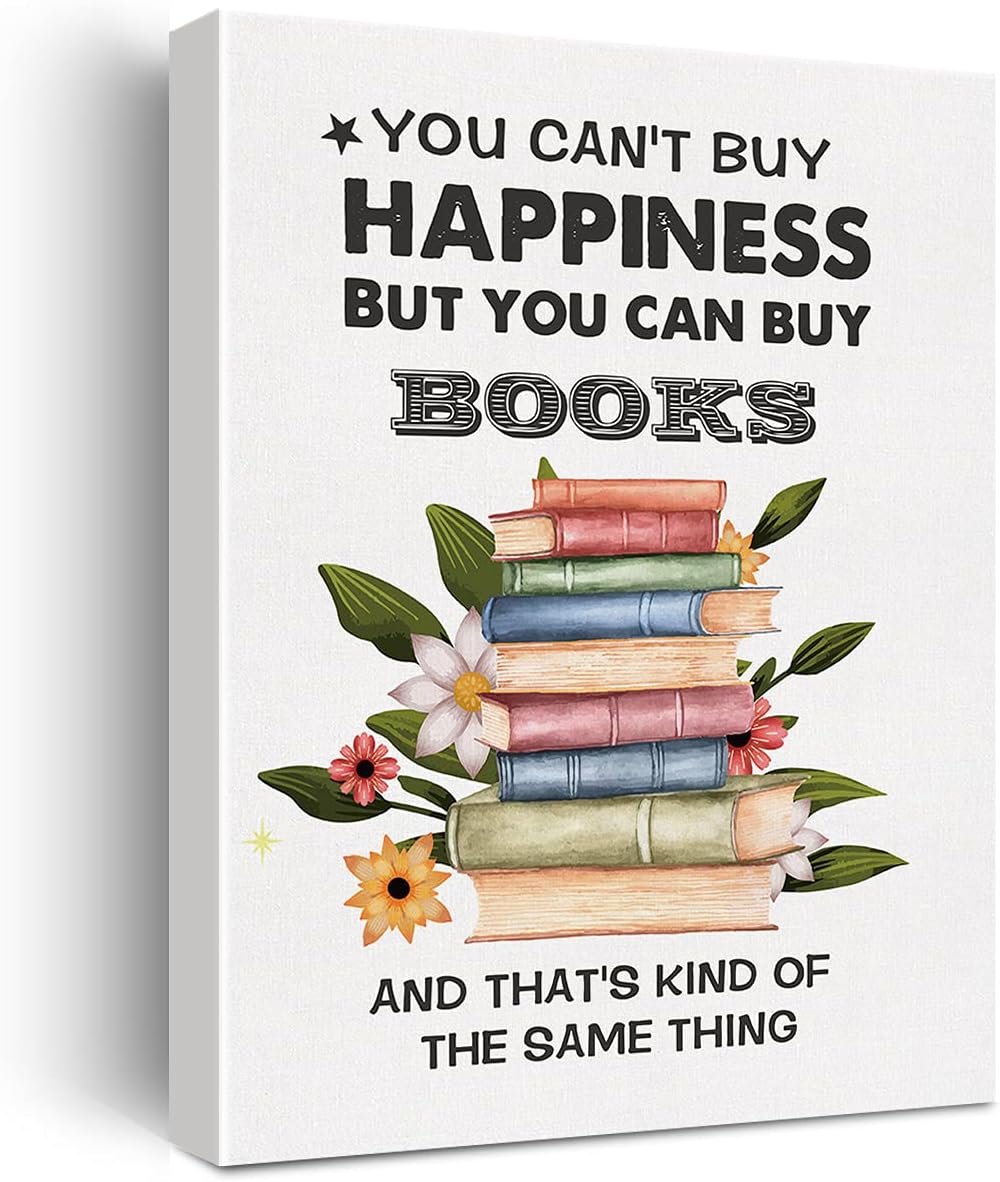 YOU CAN'T BUY
HAPPINESS
BUT YOU CAN BUY
BOOKS
AND THAT'S KIND OF
THE SAME THING